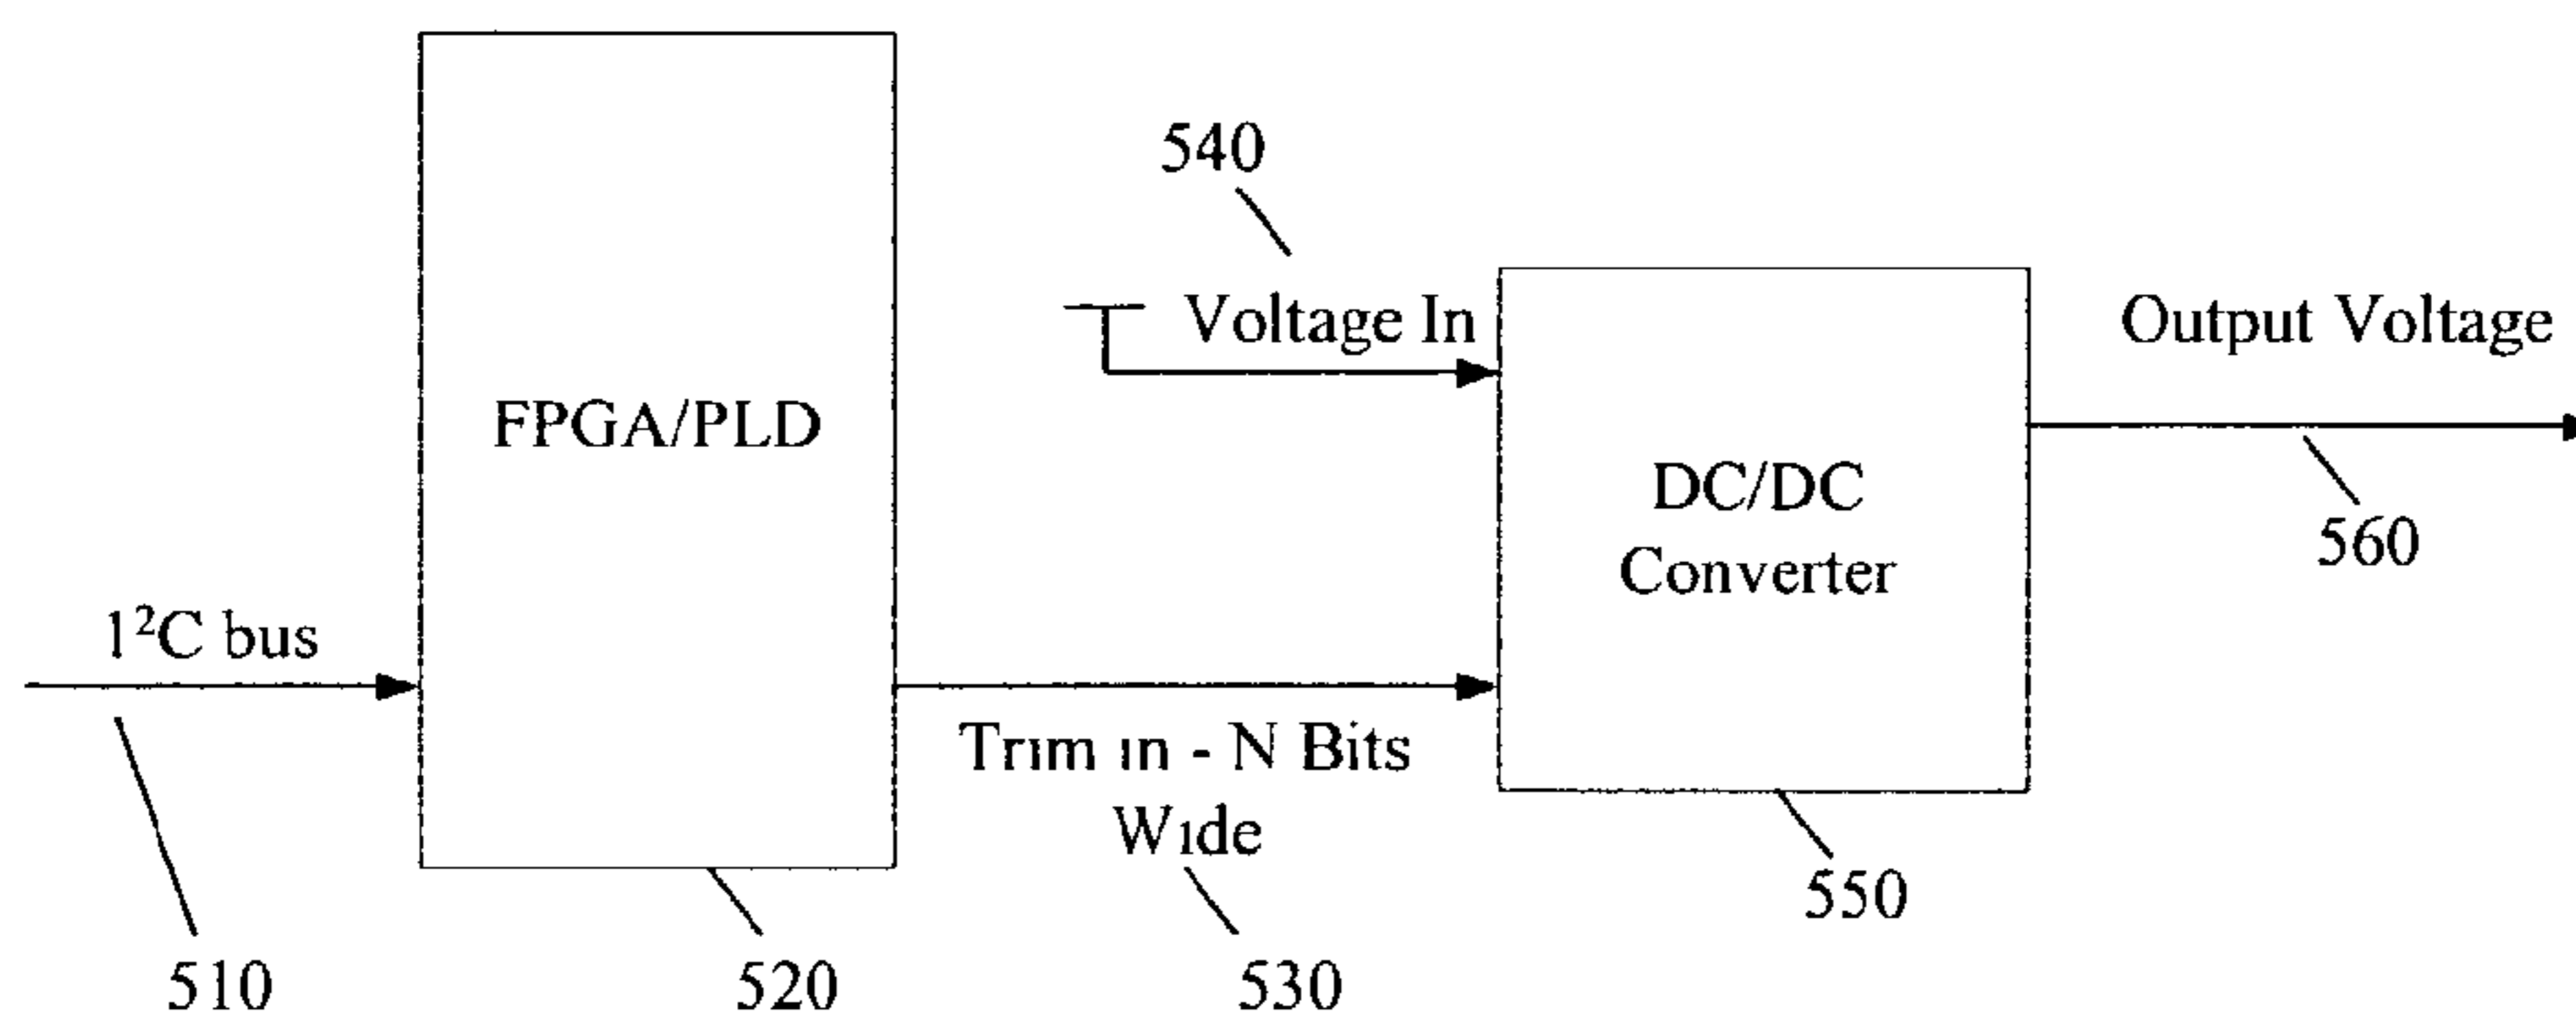 540
Voltage In
Output Voltage
FPGA/PLD
DC/DC
Converter
560
I²C bus
Trim in - N Bits
Wide
550
510
520
530